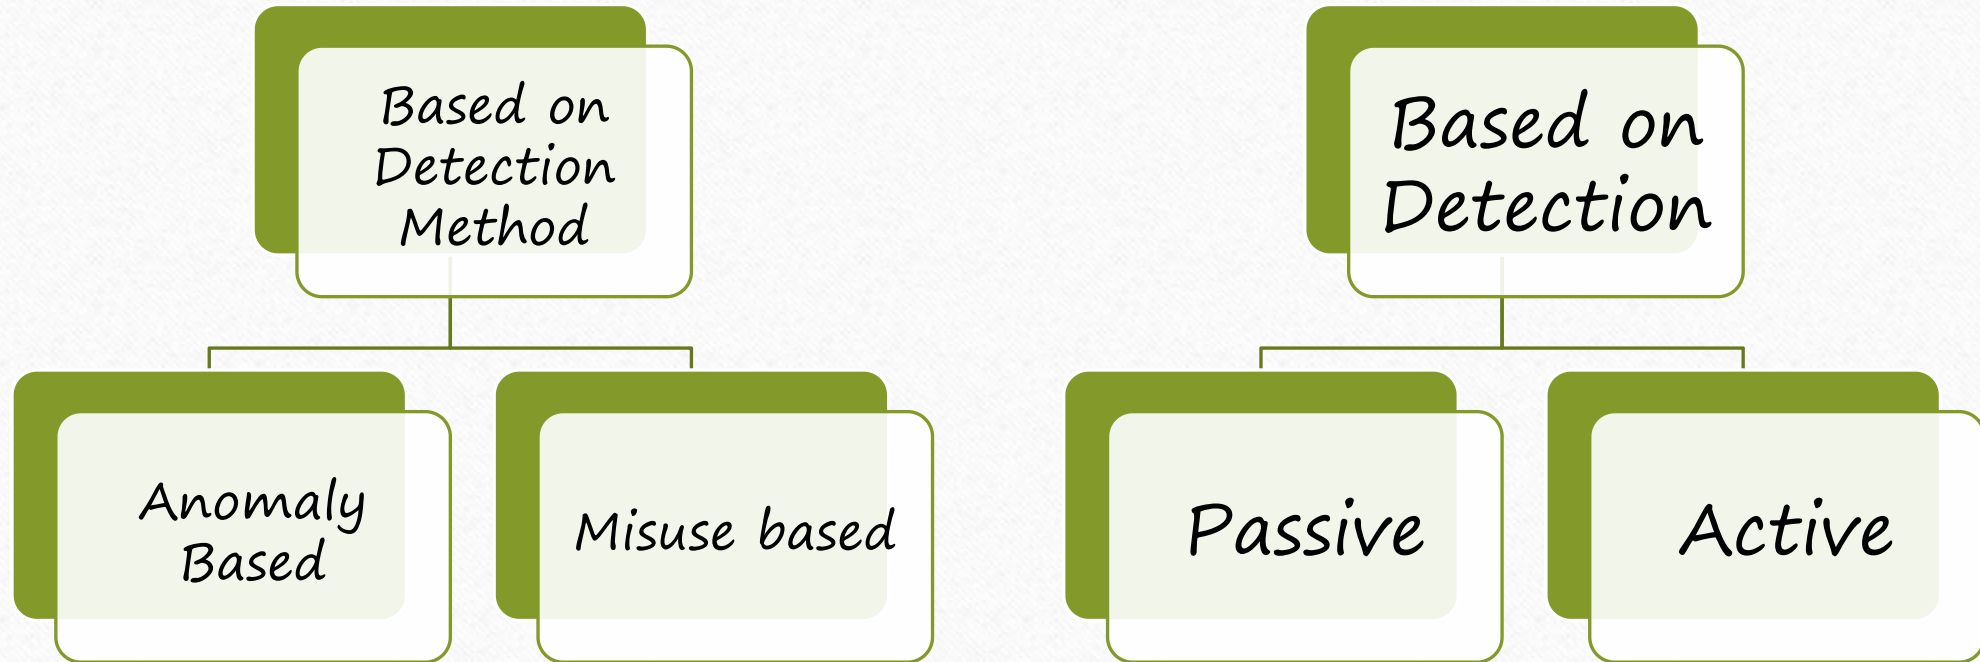 Based on
Detection
Method
Anomaly
Based
Misuse based
Based on
Detection
Passive
Active